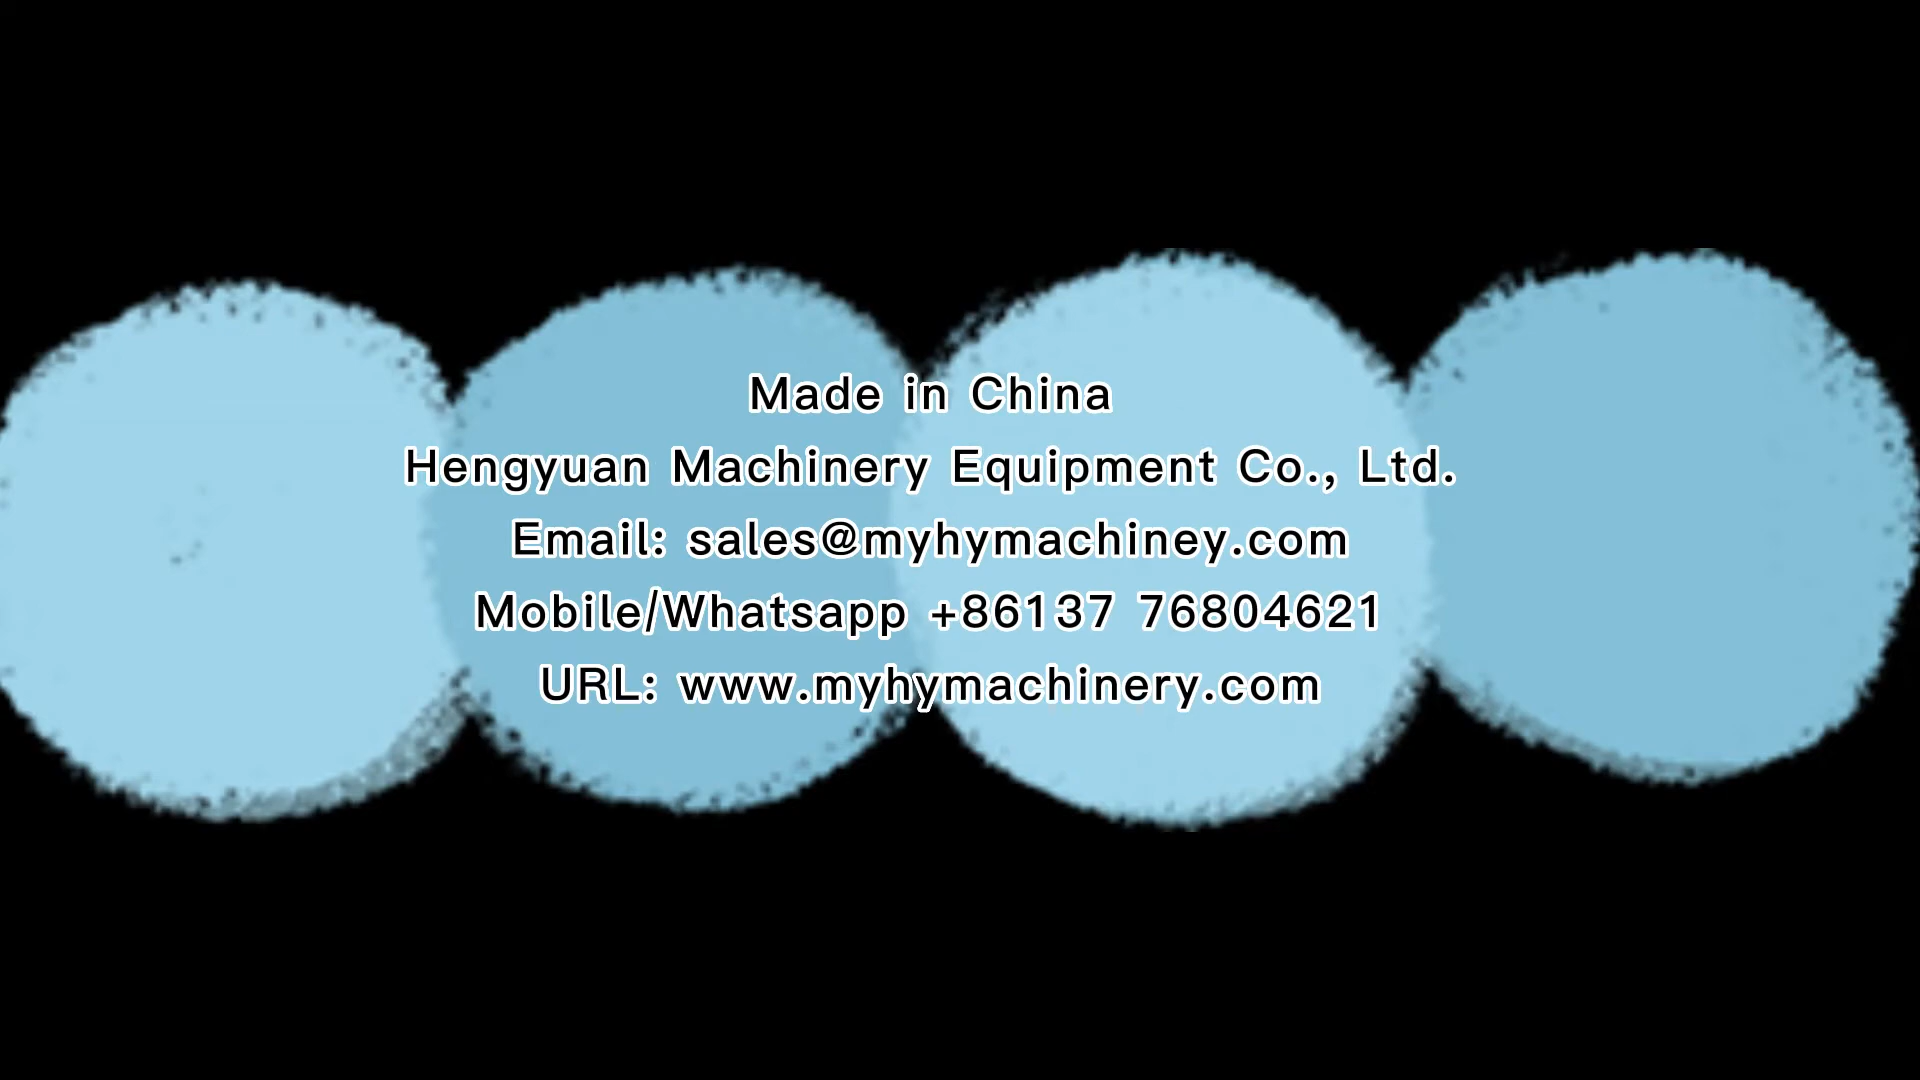 Made in China
Hengyuan Machinery Equipment Co., Ltd.
Email: sales@myhymachiney.com
Mobile/Whatsapp +86137 76804621
URL: www.myhymachinery.com